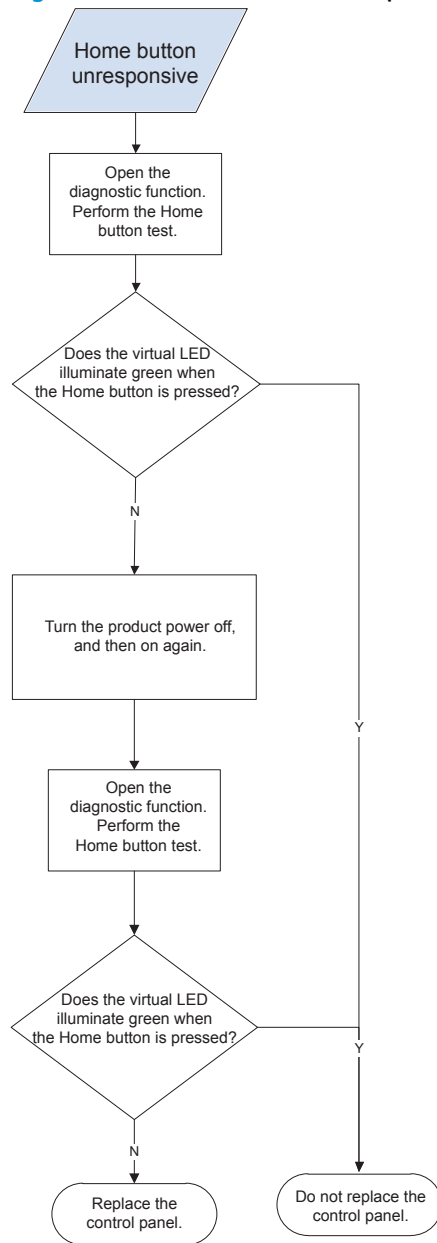 Home button
unresponsive
Open the
diagnostic function.
Perform the Home
button test.
Does the virtual LED
illuminate green when
the Home button is pressed?
N
Turn the product power off,
and then on again.
Y
Open the
diagnostic function.
Perform the
Home button test.
Does the virtual LED
illuminate green when
the Home button is pressed?
Y
N
Replace the
control panel.
Do not replace the
control panel.